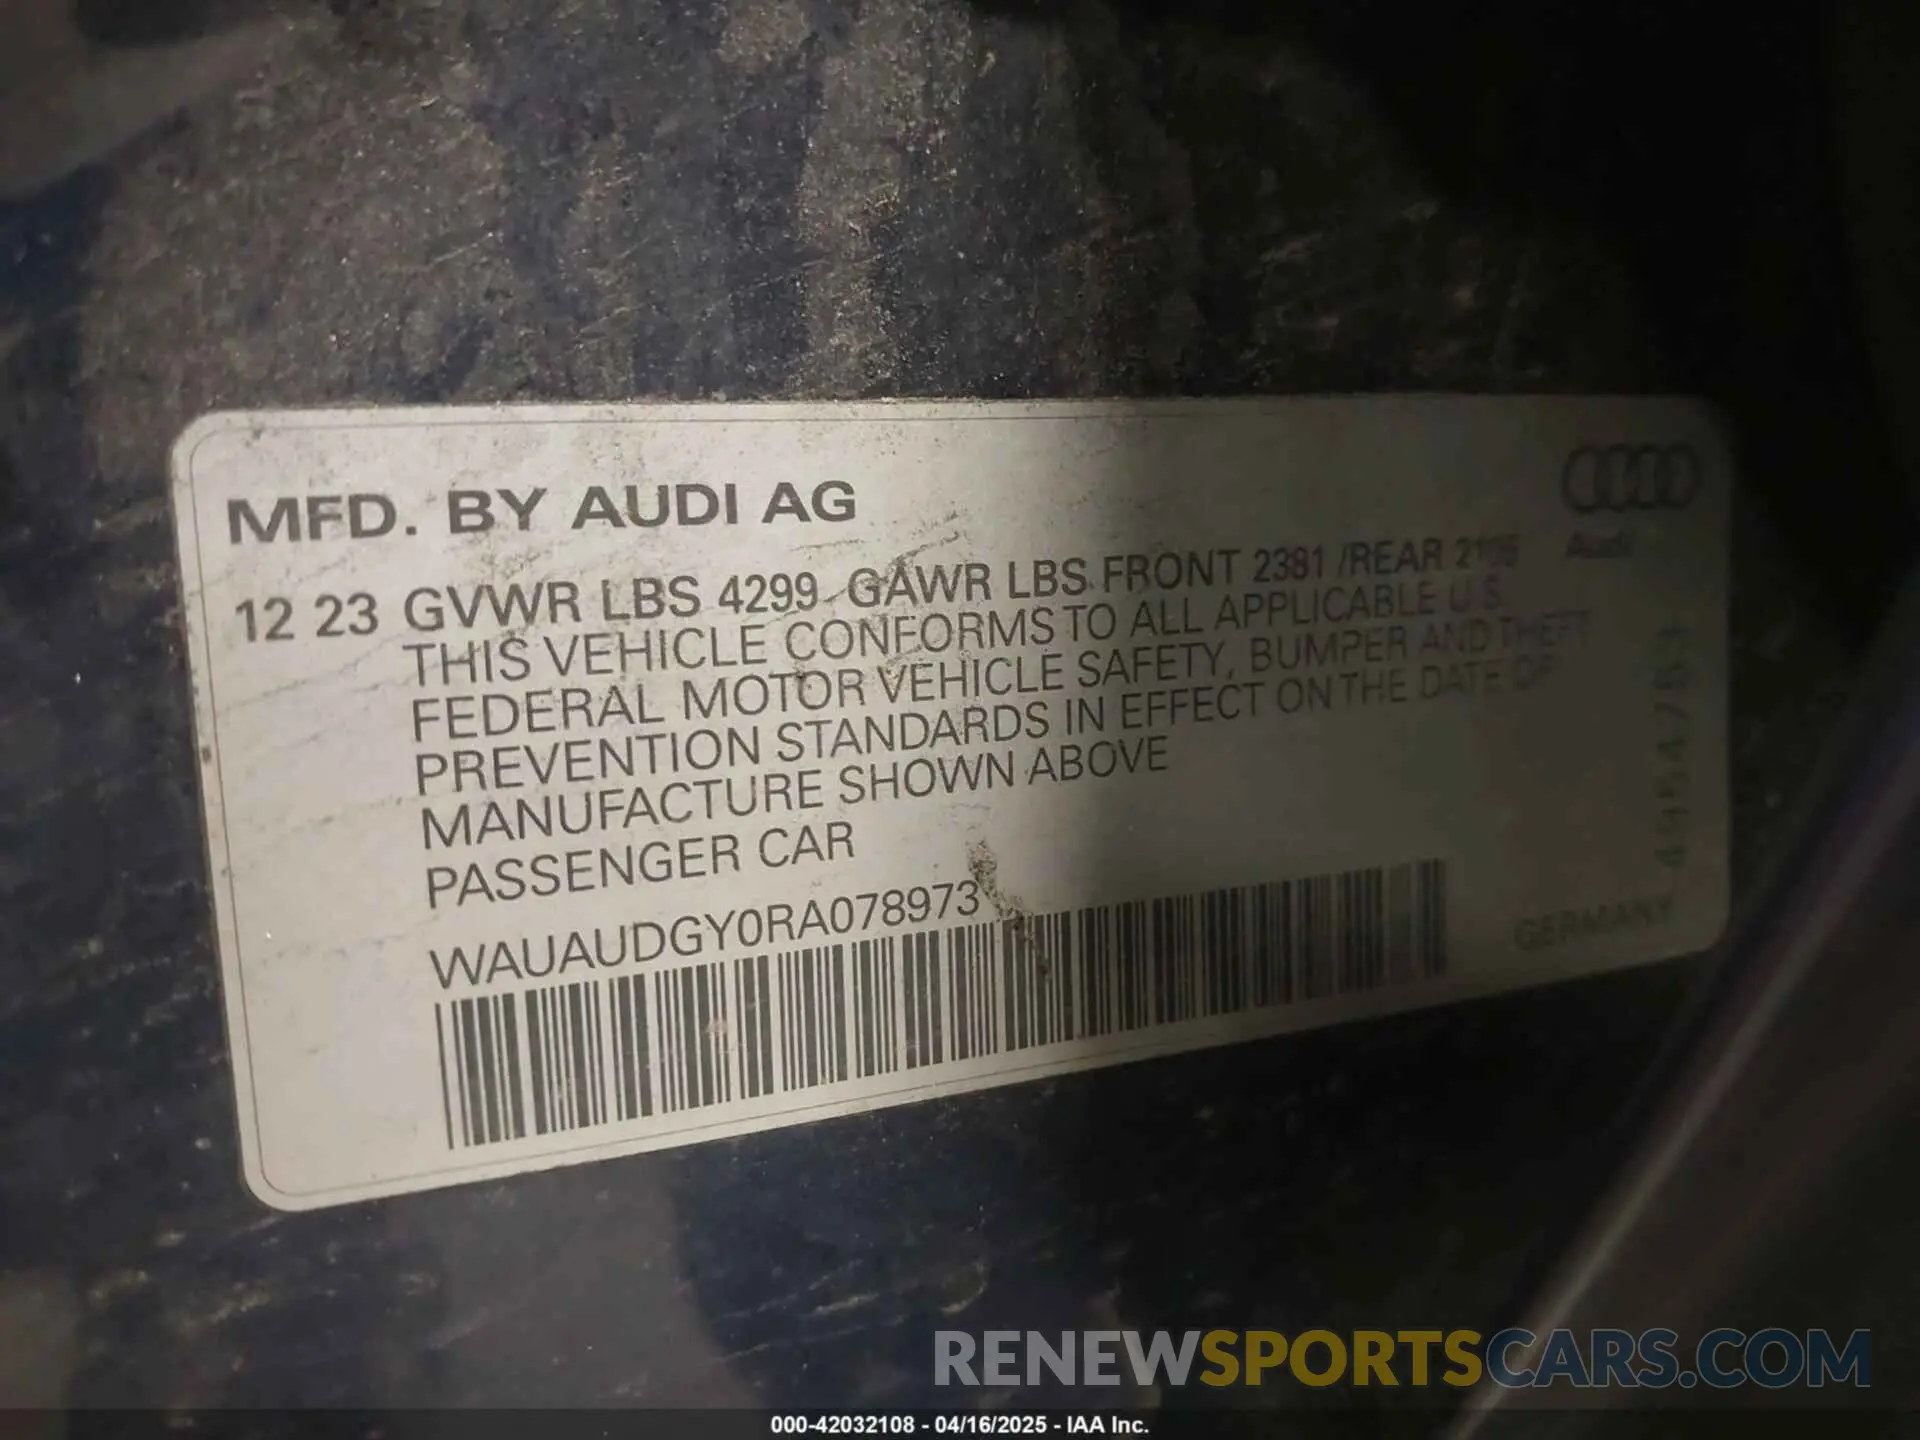 MFD. BY AUDI AG
Audi
12 23 GVWR LBS 4299 GAWR LBS FRONT 2381 /REAR
THIS VEHICLE CONFORMS TO ALL APPLICABLE U.S.
FEDERAL MOTOR VEHICLE SAFETY, BUMPER AND THEFT
PREVENTION STANDARDS IN EFFECT ON THE DATE OF
MANUFACTURE SHOWN ABOVE
PASSENGER CAR
WAUAUDGY0RA078973
GERMANY
RENEWSPORTSCARS.COM
000-42032108 - 04/16/2025 - IAA Inc.